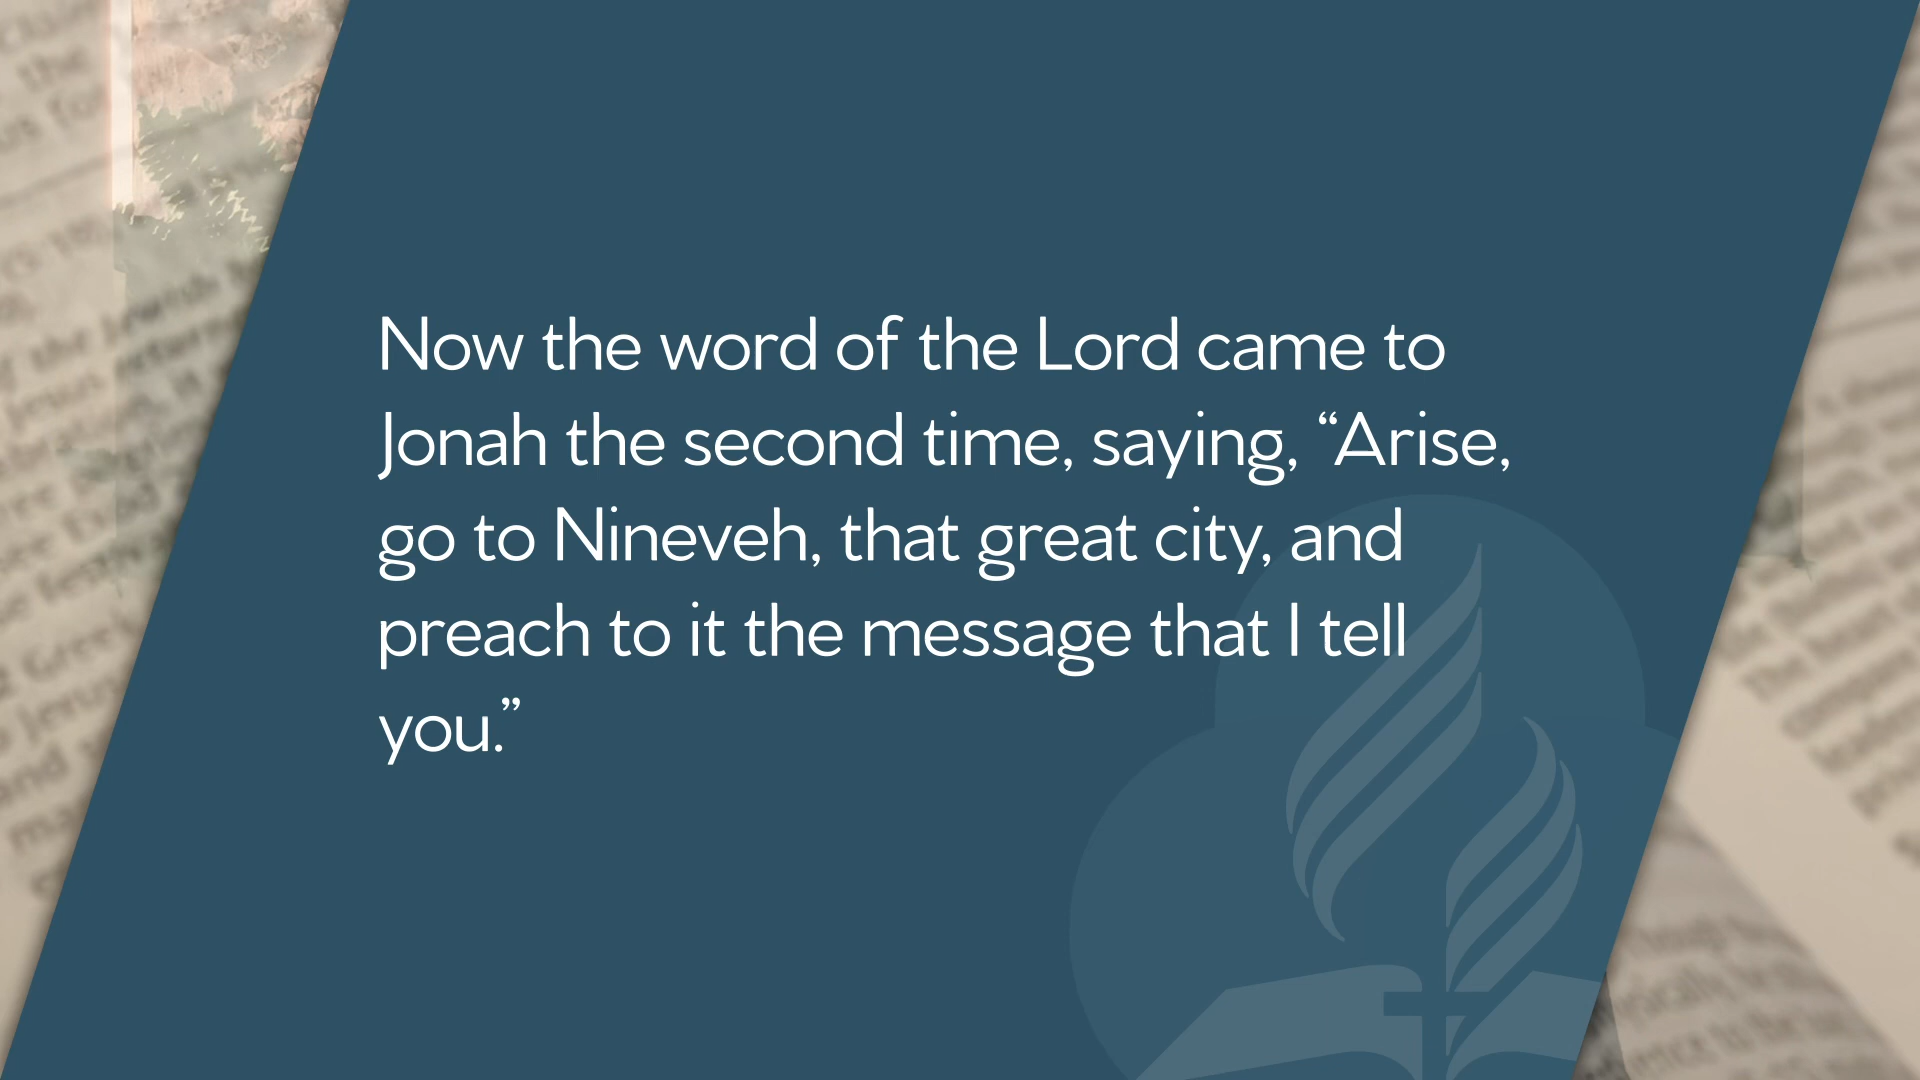 Now the word of the Lord came to
Jonah the second time, saying, “Arise,
go to Nineveh, that great city, and
preach to it the message that I tell
you.”